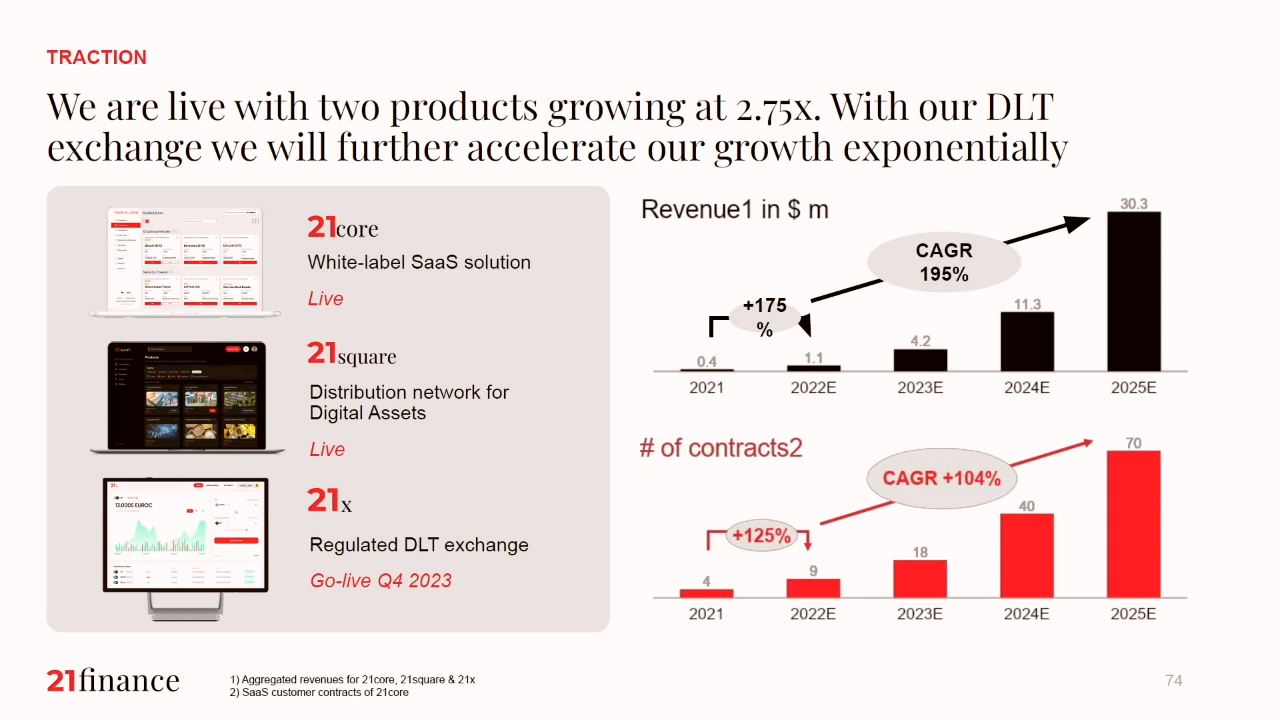 TRACTION
We are live with two products growing at 2.75x. With our DLT
exchange we will further accelerate our growth exponentially
21core
White-label SaaS solution
Live
21square
Distribution network for
Digital Assets
Live
13.000$ EUROC
21x
Regulated DLT exchange
Go-live Q4 2023
Revenue1 in $ m
CAGR
195%
+175
%
0.4
1.1
4.2
11.3
30.3
2021
2022E
2023E
2024E
2025E
# of contracts2
CAGR +104%
+125%
4
9
18
40
70
2021
2022E
2023E
2024E
2025E
21finance
1) Aggregated revenues for 21core, 21square & 21x
2) SaaS customer contracts of 21core
74